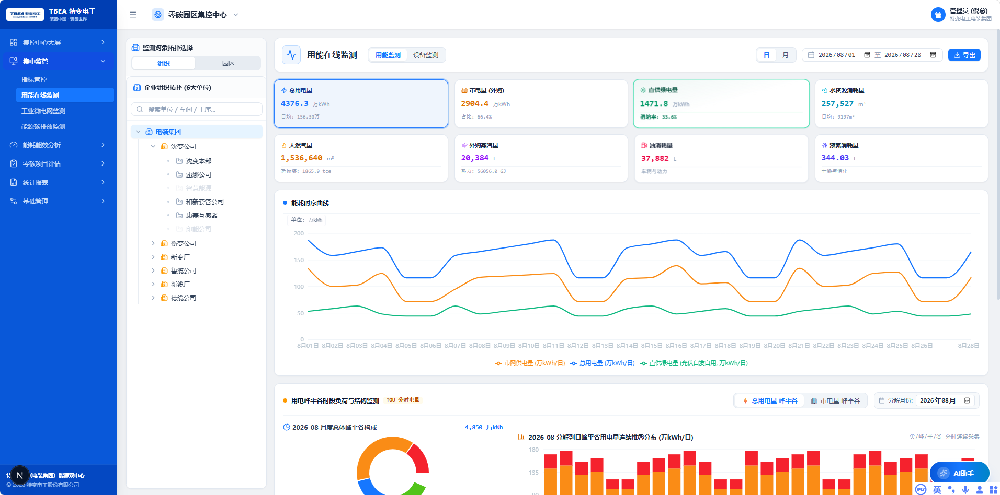 TBEA 特变电工
TBEA 特变电工
装备中国 · 装备世界
零碳园区集控中心
管
管理员 (倪总)
特变电工电装集团
集控中心大屏
集中监管
指标管控
用能在线监测
工业微电网监测
能源碳排放监测
能耗能效分析
零碳项目评估
统计报表
基础管理
N
(电装集团) 能源双中心
特变电工股份有限公司
监测对象拓扑选择
组织
园区
企业组织拓扑 (6大单位)
搜索单位 / 车间 / 工序...
电装集团
沈变公司
沈变本部
露娜公司
智慧能源
和新套管公司
康嘉互感器
印能公司
衡变公司
新变厂
鲁缆公司
新缆厂
德缆公司
用能在线监测
用能监测
设备监测
日
月
2026/08/01
至
2026/08/28
导出
总用电量
4376.3 万kWh
日均: 156.30万
市电量 (外购)
2904.4 万kWh
占比: 66.4%
直供绿电量
1471.8 万kWh
消纳率: 33.6%
水资源消耗量
257,527 m³
日均: 9197m³
天然气量
1,536,640 m³
折标煤: 1865.9 tce
外购蒸汽量
20,384 t
热力: 56056.0 GJ
油消耗量
37,882 L
车辆与动力
液氮消耗量
344.03 t
干燥与惰化
能耗时序曲线
单位: 万kWh
200
150
100
50
0
8月01日 8月02日 8月03日 8月04日 8月05日 8月06日 8月07日 8月08日 8月09日 8月10日 8月11日 8月12日 8月13日 8月14日 8月15日 8月16日 8月17日 8月18日 8月19日 8月20日 8月21日 8月22日 8月23日 8月24日 8月25日 8月26日 8月28日
市网供电量 (万kWh/日) 总用电量 (万kWh/日) 直供绿电量 (光伏自发自用, 万kWh/日)
用电峰平谷时段负荷与结构监测
TOU 分时电量
总用电量 峰平谷
市电量 峰平谷
分解月份:
2026年08月
2026-08 月度总体峰平谷构成
4,850 万kWh
2026-08 分解到日峰平谷用电量连续堆叠分布 (万kWh/日)
尖/峰/平/谷 分时连续采集
180
135
90
AI助手
iFLY
英